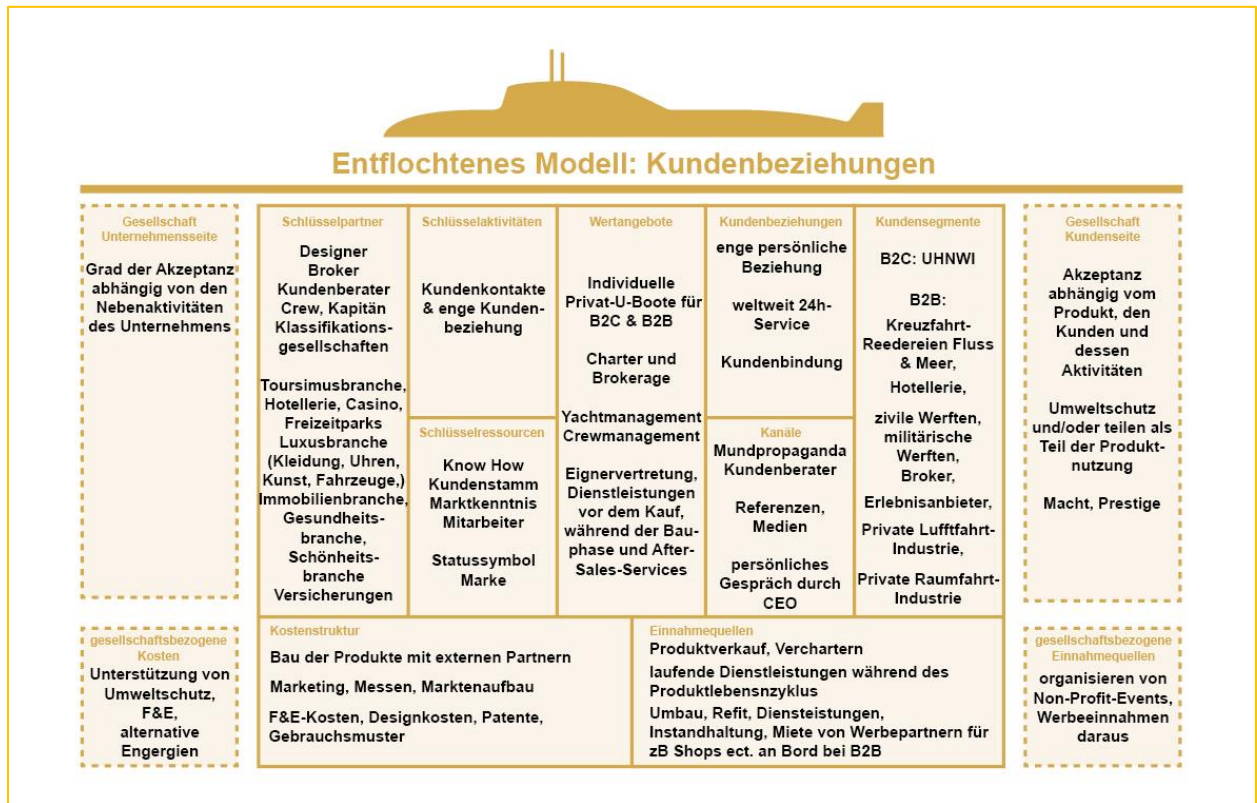 Entflochtenes Modell: Kundenbeziehungen
Gesellschaft
Unternehmensseite
Grad der Akzeptanz
abhängig von den
Nebenaktivitäten
des Unternehmens
Schlüsselpartner
Designer
Broker
Kundenberater
Crew, Kapitän
Klassifikations-
gesellschaften
Toursimusbranche,
Hotellerie, Casino,
Freizeitparks
Luxusbranche
(Kleidung, Uhren,
Kunst, Fahrzeuge,)
Immobilienbranche,
Gesundheits-
branche,
Schönheits-
branche
Versicherungen
Schlüsselaktivitäten
Kundenkontakte
& enge Kunden-
beziehung
Schlüsselressourcen
Know How
Kundenstamm
Marktkenntnis
Mitarbeiter
Statussymbol
Marke
Wertangebote
Individuelle
Privat-U-Boote für
B2C & B2B
Charter und
Brokerage
Yachtmanagement
Crewmanagement
Eignervertretung,
Dienstleistungen
vor dem Kauf,
während der Bau-
phase und After-
Sales-Services
Kundenbeziehungen
enge persönliche
Beziehung
weltweit 24h-
Service
Kundenbindung
Kanäle
Mundpropaganda
Kundenberater
Referenzen,
Medien
persönliches
Gespräch durch
CEO
Kundensegmente
B2C: UHNWI
B2B:
Kreuzfahrt-
Reedereien Fluss
& Meer,
Hotellerie,
zivile Werften,
militärische
Werften,
Broker,
Erlebnisanbieter,
Private Lufftfahrt-
Industrie,
Private Raumfahrt-
Industrie
Gesellschaft
Kundenseite
Akzeptanz
abhängig vom
Produkt, den
Kunden und
dessen
Aktivitäten
Umweltschutz
und/oder teilen als
Teil der Produkt-
nutzung
Macht, Prestige
gesellschaftsbezogene
Kosten
Unterstützung von
Umweltschutz,
F&E,
alternative
Engergien
Kostenstruktur
Bau der Produkte mit externen Partnern
Marketing, Messen, Marktenaufbau
F&E-Kosten, Designkosten, Patente,
Gebrauchsmuster
Einnahmequellen
Produktverkauf, Verchartern
laufende Dienstleistungen während des
Produktlebensnzyklus
Umbau, Refit, Diensteistungen,
Instandhaltung, Miete von Werbepartnern für
zB Shops ect. an Bord bei B2B
gesellschaftsbezogene
Einnahmequellen
organisieren von
Non-Profit-Events,
Werbeeinnahmen
daraus